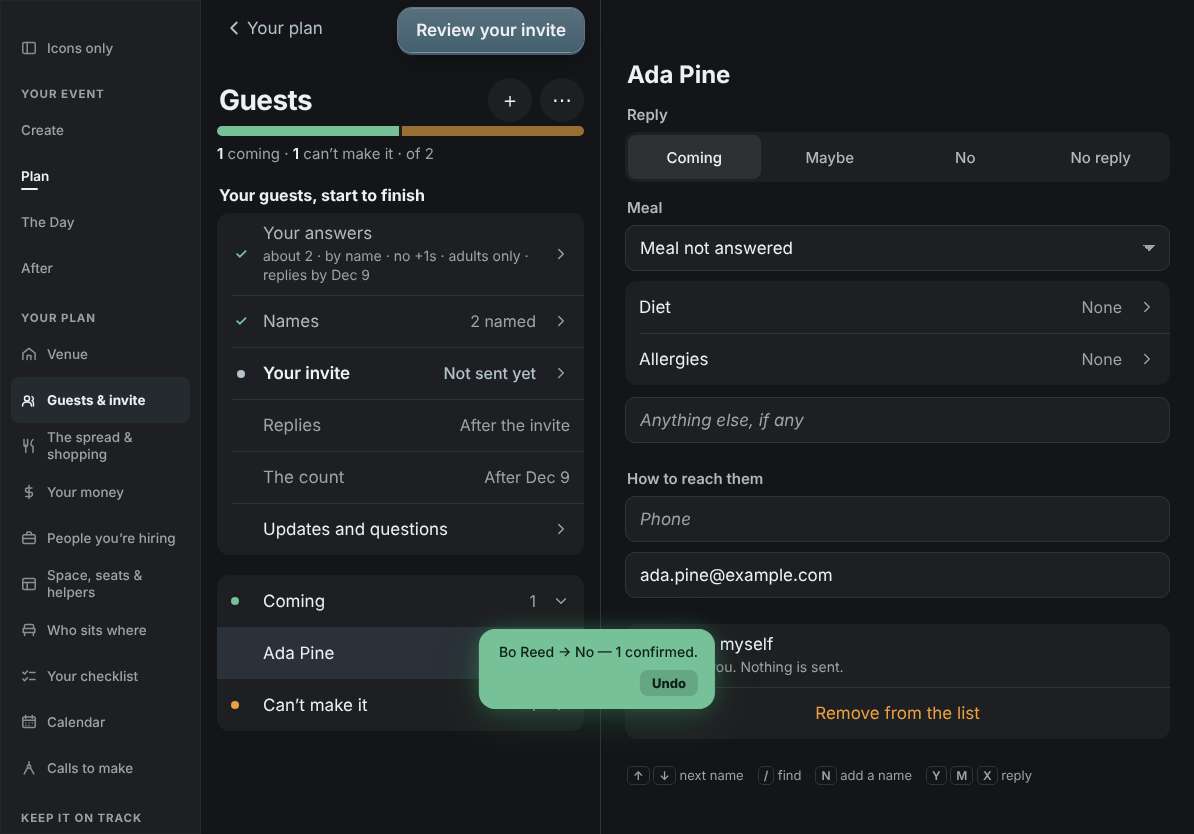 Icons only
YOUR EVENT
Create
Plan
The Day
After
YOUR PLAN
Venue
Guests & invite
The spread &
shopping
Your money
People you’re hiring
Space, seats &
helpers
Who sits where
Your checklist
Calendar
Calls to make
KEEP IT ON TRACK
Your plan
Review your invite
Guests
+
1 coming · 1 can’t make it · of 2
Your guests, start to finish
Your answers
about 2 · by name · no +1s · adults only ·
replies by Dec 9
Names 2 named
Your invite Not sent yet
Replies After the invite
The count After Dec 9
Updates and questions
Coming 1
Ada Pine
Can’t make it
Bo Reed → No — 1 confirmed.
Undo
Ada Pine
Reply
Coming Maybe No No reply
Meal
Meal not answered
Diet None
Allergies None
Anything else, if any
How to reach them
Phone
ada.pine@example.com
myself
Nothing is sent.
Remove from the list
↑ ↓ next name / find N add a name Y M X reply